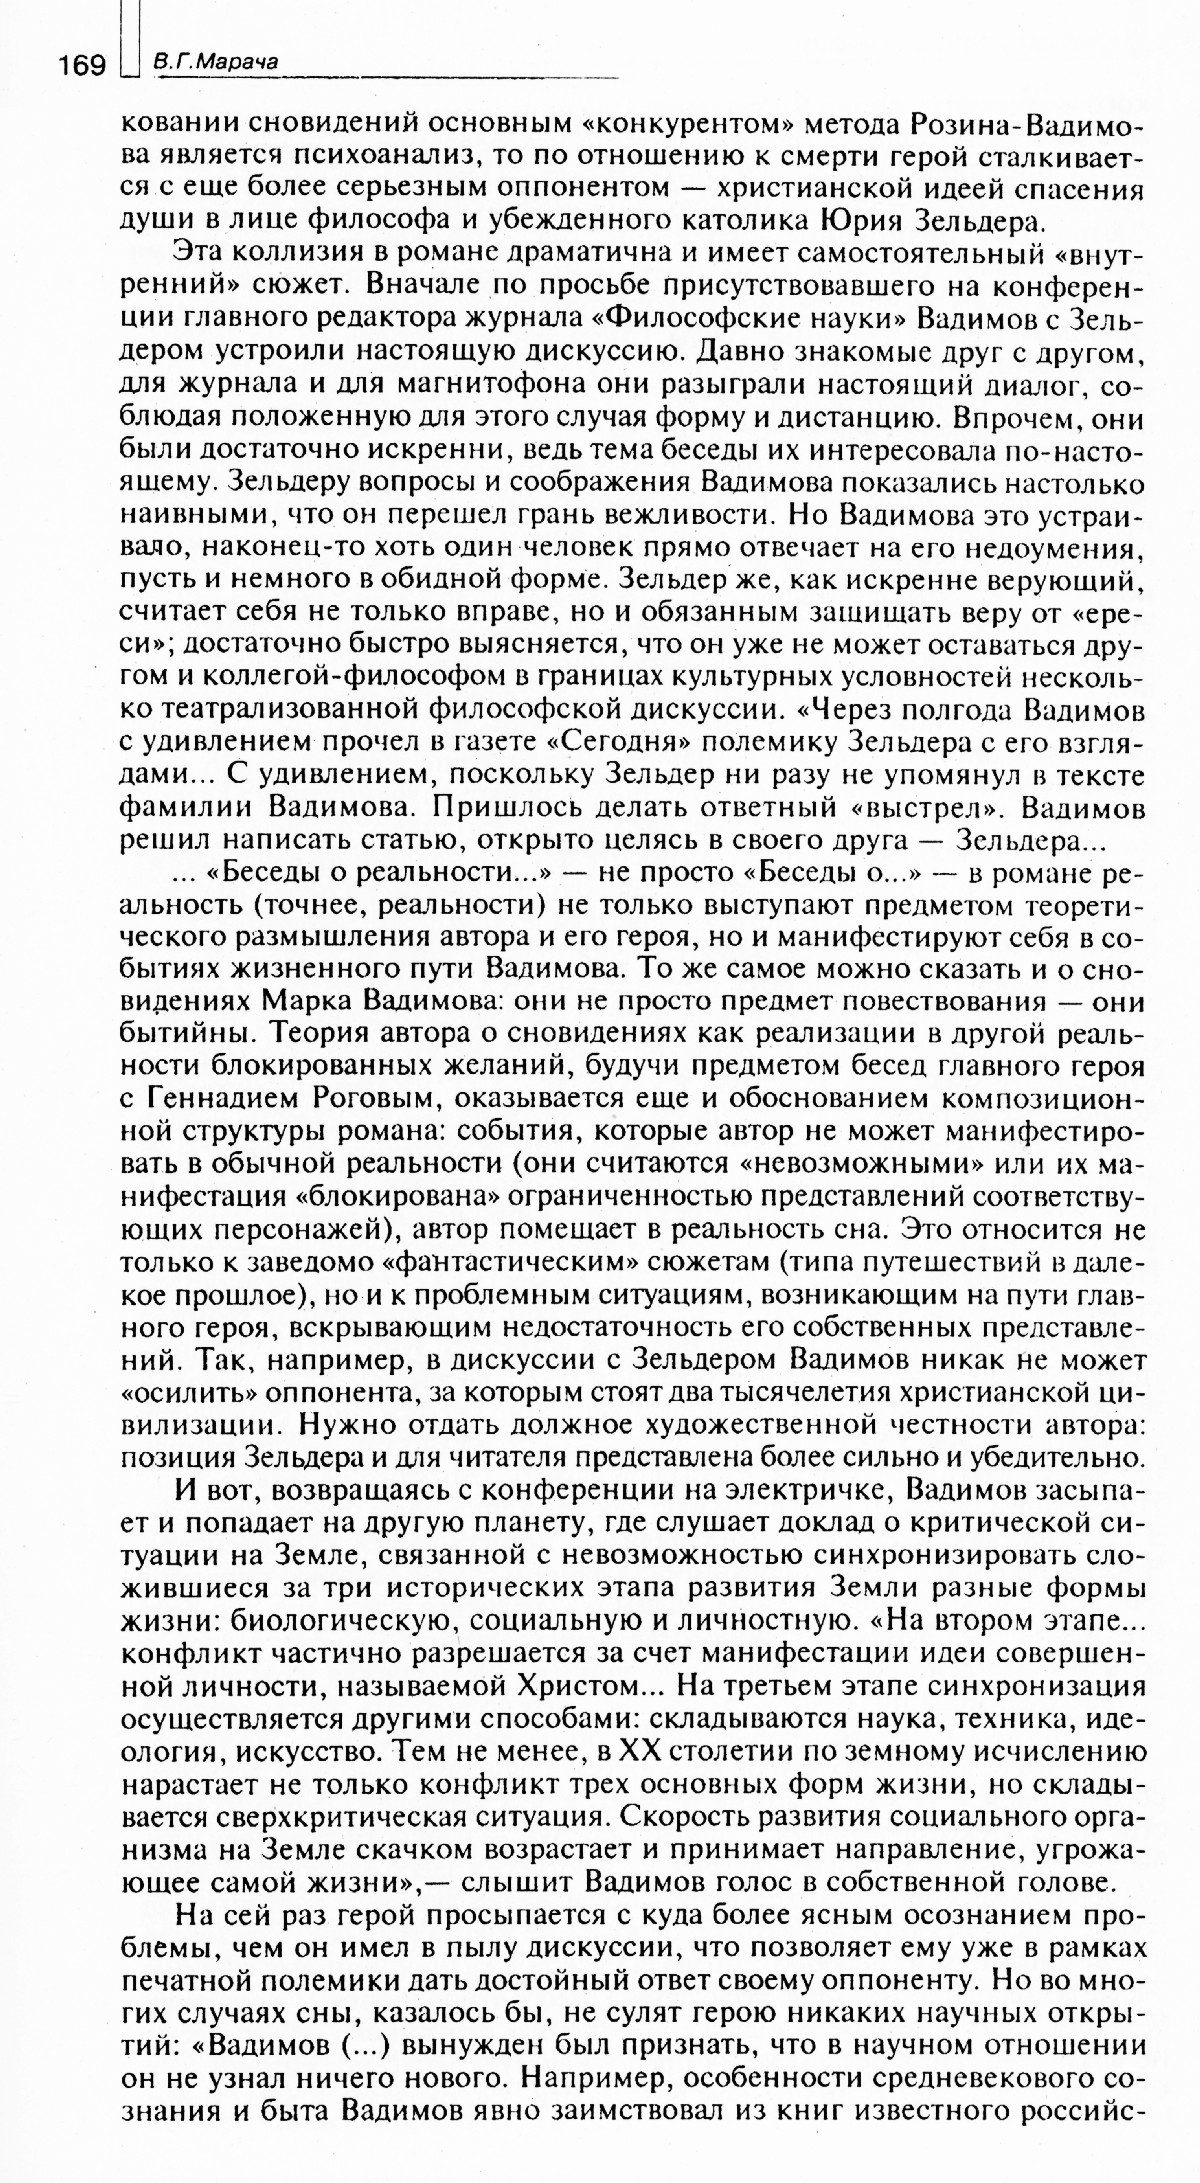 169 В.Г.Марача
ковании сновидений основным «конкурентом» метода Розина-Вадимо-
ва является психоанализ, то по отношению к смерти герой сталкивает-
ся с еще более серьезным оппонентом — христианской идеей спасения
души в лице философа и убежденного католика Юрия Зельдера.
Эта коллизия в романе драматична и имеет самостоятельный «внут-
ренний» сюжет. Вначале по просьбе присутствовавшего на конферен-
ции главного редактора журнала «Философские науки» Вадимов с Зель-
дером устроили настоящую дискуссию. Давно знакомые друг с другом,
для журнала и для магнитофона они разыграли настоящий диалог, со-
блюдая положенную для этого случая форму и дистанцию. Впрочем, они
были достаточно искренни, ведь тема беседы их интересовала по-насто-
ящему. Зельдеру вопросы и соображения Вадимова показались настолько
наивными, что он перешел грань вежливости. Но Вадимова это устраи-
вало, наконец-то хоть один человек прямо отвечает на его недоумения,
пусть и немного в обидной форме. Зельдер же, как искренне верующий,
считает себя не только вправе, но и обязанным защищать веру от «ере-
си»; достаточно быстро выясняется, что он уже не может оставаться дру-
гом и коллегой-философом в границах культурных условностей несколь-
ко театрализованной философской дискуссии. «Через полгода Вадимов
с удивлением прочел в газете «Сегодня» полемику Зельдера с его взгля-
дами... С удивлением, поскольку Зельдер ни разу не упомянул в тексте
фамилии Вадимова. Пришлось делать ответный «выстрел». Вадимов
решил написать статью, открыто целясь в своего друга — Зельдера...
... «Беседы о реальности...» — не просто «Беседы о...» — в романе ре-
альность (точнее, реальности) не только выступают предметом теорети-
ческого размышления автора и его героя, но и манифестируют себя в со-
бытиях жизненного пути Вадимова. То же самое можно сказать и о сно-
видениях Марка Вадимова: они не просто предмет повествования — они
бытийны. Теория автора о сновидениях как реализации в другой реаль-
ности блокированных желаний, будучи предметом бесед главного героя
с Геннадием Роговым, оказывается еще и обоснованием композицион-
ной структуры романа: события, которые автор не может манифестиро-
вать в обычной реальности (они считаются «невозможными» или их ма-
нифестация «блокирована» ограниченностью представлений соответству-
ющих персонажей), автор помещает в реальность сна. Это относится не
только к заведомо «фантастическим» сюжетам (типа путешествий в дале-
кое прошлое), но и к проблемным ситуациям, возникающим на пути глав-
ного героя, вскрывающим недостаточность его собственных представле-
ний. Так, например, в дискуссии с Зельдером Вадимов никак не может
«осилить» оппонента, за которым стоят два тысячелетия христианской ци-
вилизации. Нужно отдать должное художественной честности автора:
позиция Зельдера и для читателя представлена более сильно и убедительно.
И вот, возвращаясь с конференции на электричке, Вадимов засыпа-
ет и попадает на другую планету, где слушает доклад о критической си-
туации на Земле, связанной с невозможностью синхронизировать сло-
жившиеся за три исторических этапа развития Земли разные формы
жизни: биологическую, социальную и личностную. «На втором этапе...
конфликт частично разрешается за счет манифестации идеи совершен-
ной личности, называемой Христом... На третьем этапе синхронизация
осуществляется другими способами: складываются наука, техника, иде-
ология, искусство. Тем не менее, в XX столетии по земному исчислению
нарастает не только конфликт трех основных форм жизни, но склады-
вается сверхкритическая ситуация. Скорость развития социального орга-
низма на Земле скачком возрастает и принимает направление, угрожа-
ющее самой жизни»,— слышит Вадимов голос в собственной голове.
На сей раз герой просыпается с куда более ясным осознанием про-
блемы, чем он имел в пылу дискуссии, что позволяет ему уже в рамках
печатной полемики дать достойный ответ своему оппоненту. Но во мно-
гих случаях сны, казалось бы, не сулят герою никаких научных откры-
тий: «Вадимов (...) вынужден был признать, что в научном отношении
он не узнал ничего нового. Например, особенности средневекового со-
знания и быта Вадимов явно заимствовал из книг известного российс-